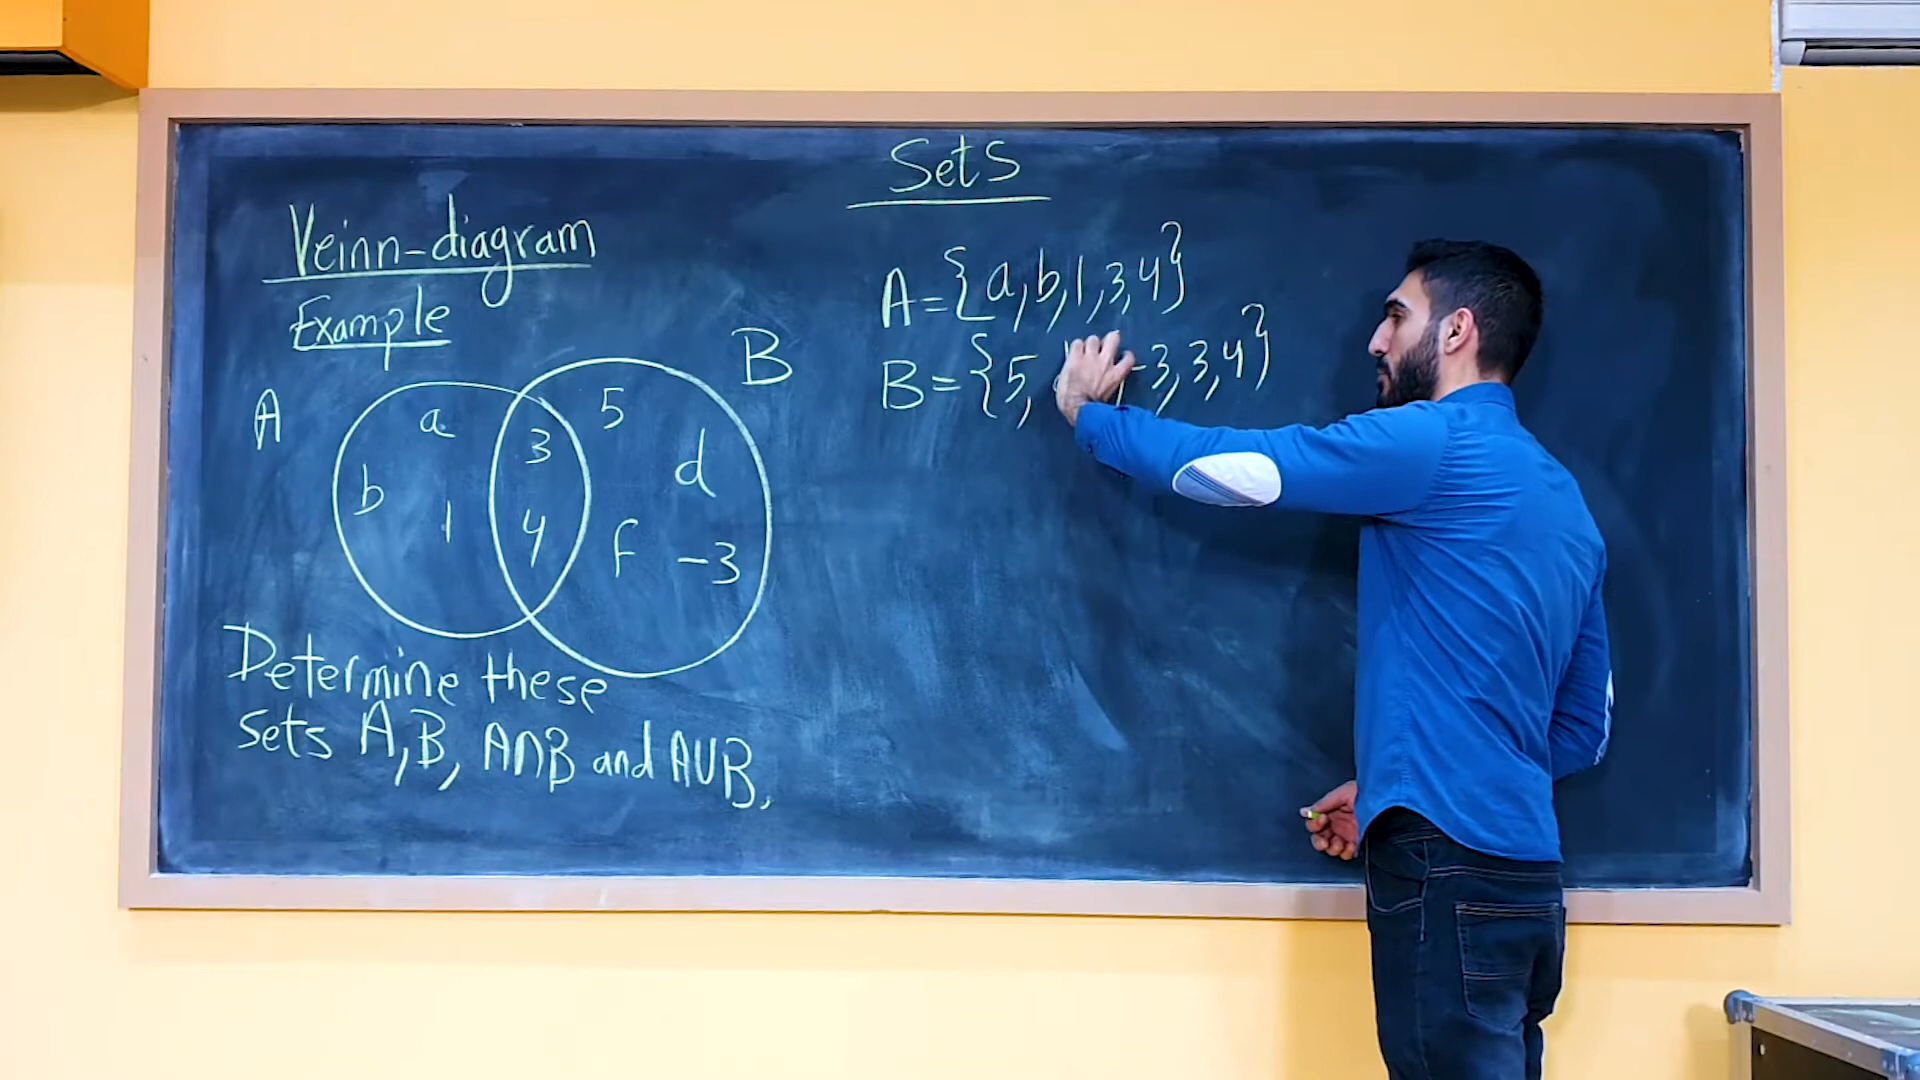 Sets
Veinn-diagram
Example
A
B
a
3
5
b
1
4
d
f
-3
Determine these
sets A,B, A∩B and A∪B.
A={a,b,1,3,4}
B={5, -3,3,4}